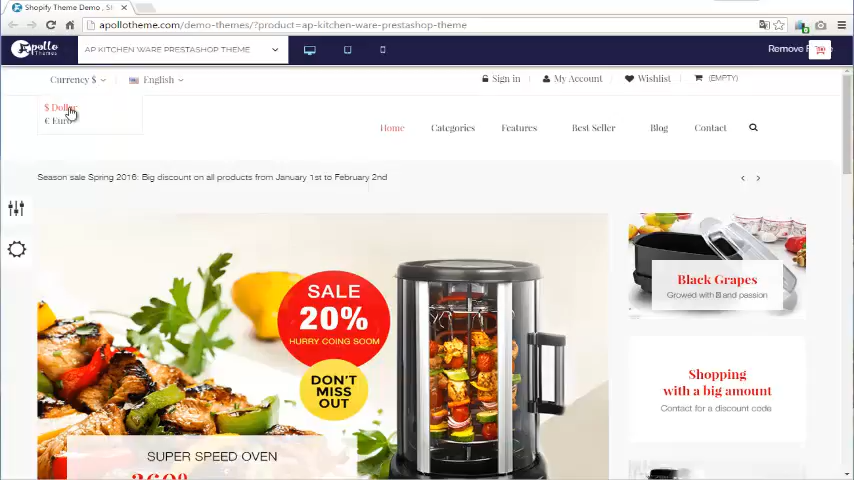 Shopify Theme Demo , S
apollotheme.com/demo-themes/?product=ap-kitchen-ware-prestashop-theme
Apollo
Themes
AP KITCHEN WARE PRESTASHOP THEME
Remove
Currency $
English
Sign in
My Account
Wishlist
(EMPTY)
$ Dollar
€ Euro
Home
Categories
Features
Best Seller
Blog
Contact
Season sale Spring 2016: Big discount on all products from January 1st to February 2nd
SALE
20%
HURRY COING SOOM
DON'T
MISS
OUT
SUPER SPEED OVEN
Black Grapes
Growed with and passion
Shopping
with a big amount
Contact for a discount code